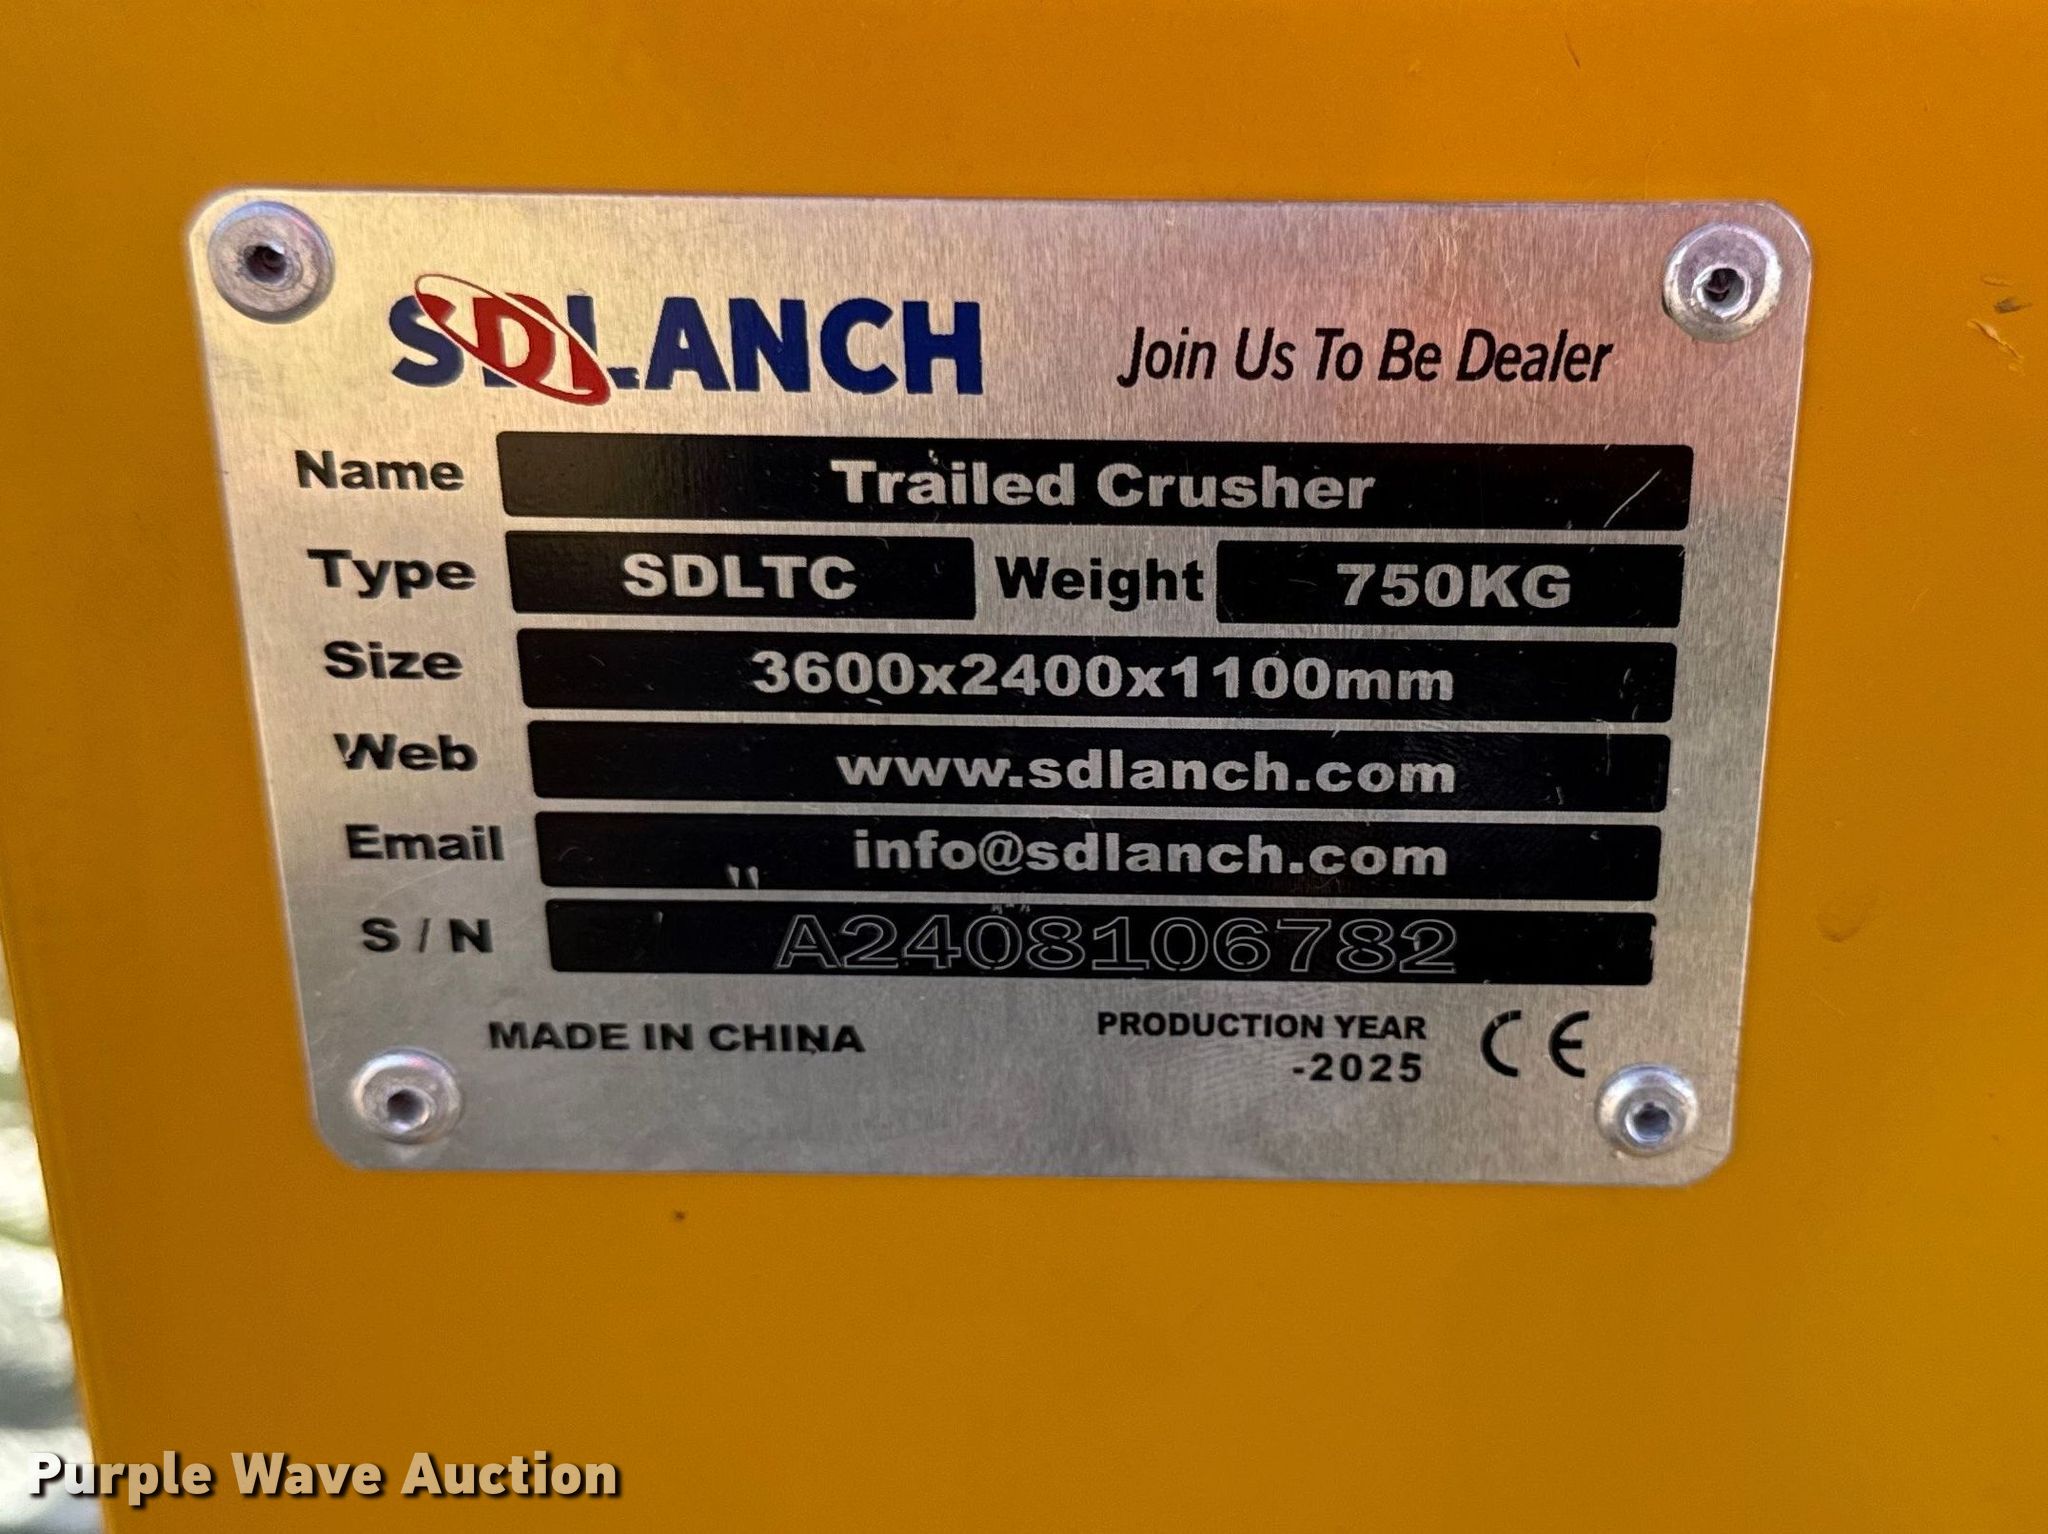 SDLANCH
Join Us To Be Dealer
Name Trailed Crusher
Type SDLTC Weight 750KG
Size 3600x2400x1100mm
Web www.sdlanch.com
Email info@sdlanch.com
S / N A2408106782
MADE IN CHINA
PRODUCTION YEAR
-2025
CE
Purple Wave Auction